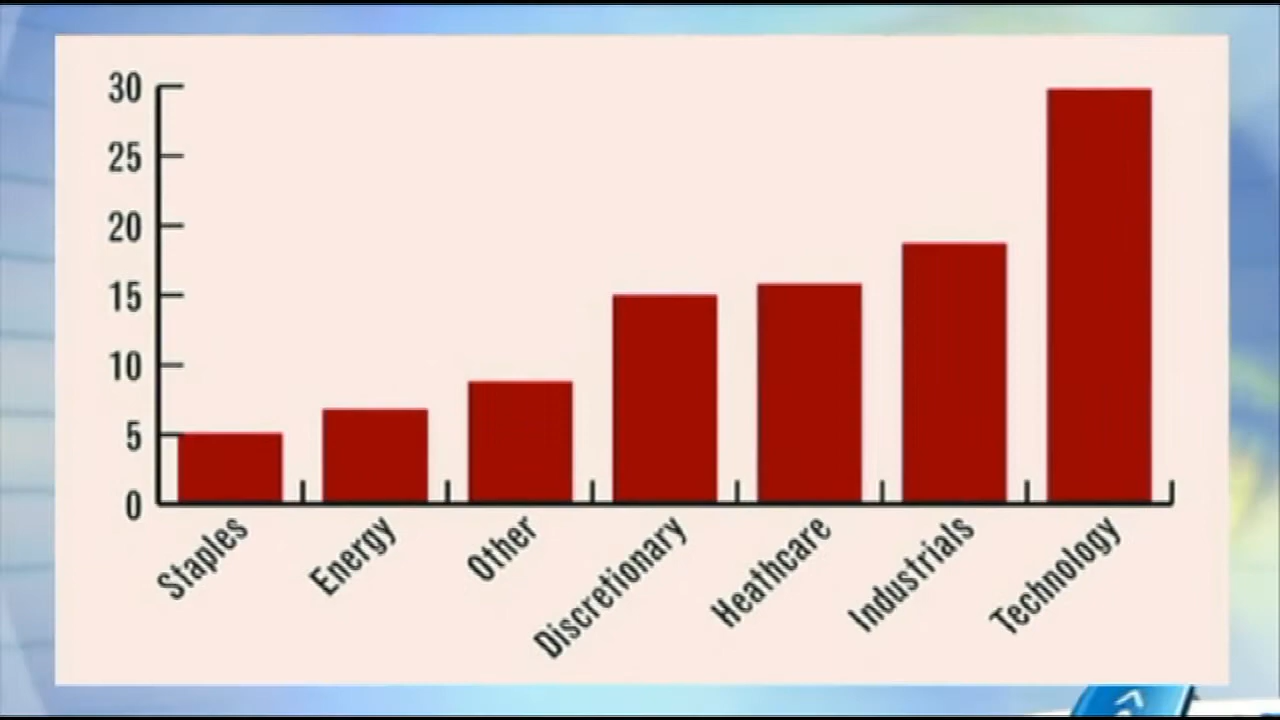 30
25
20
15
10
5
0
Staples
Energy
Other
Discretionary
Heathcare
Industrials
Technology